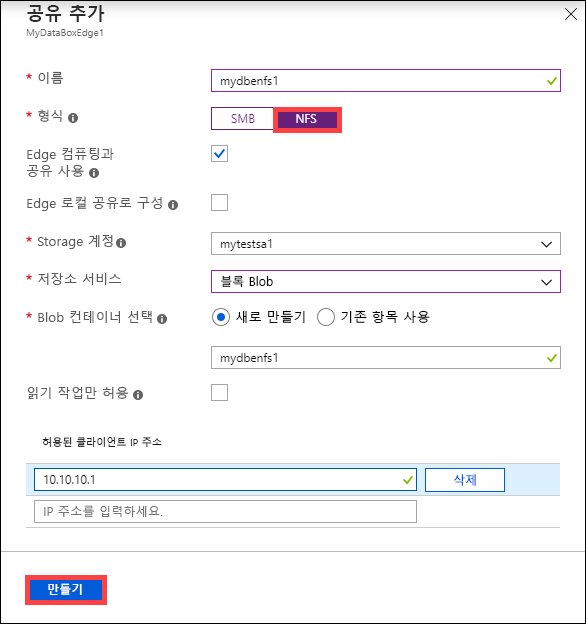 공유 추가
MyDataBoxEdge1
* 이름
mydbenfs1
* 형식
SMB
NFS
Edge 컴퓨팅과
공유 사용
Edge 로컬 공유로 구성
* Storage 계정
mytestsa1
* 저장소 서비스
블록 Blob
* Blob 컨테이너 선택
새로 만들기
기존 항목 사용
mydbenfs1
읽기 작업만 허용
허용된 클라이언트 IP 주소
10.10.10.1
삭제
IP 주소를 입력하세요.
만들기